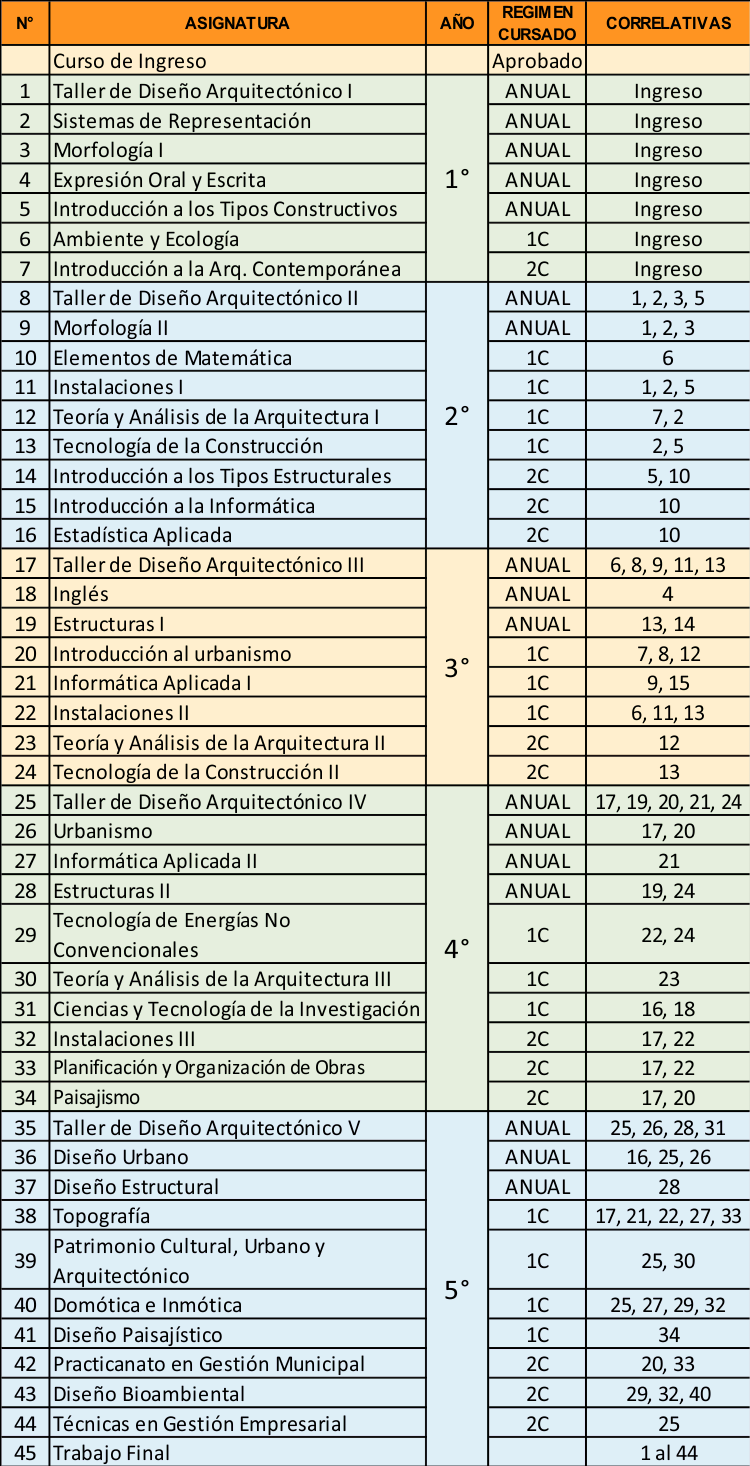 N° ASIGNATURA AÑO REGIMEN CURSADO CORRELATIVAS
Curso de Ingreso Aprobado
1 Taller de Diseño Arquitectónico I ANUAL Ingreso
2 Sistemas de Representación ANUAL Ingreso
3 Morfología I ANUAL Ingreso
4 Expresión Oral y Escrita 1° ANUAL Ingreso
5 Introducción a los Tipos Constructivos ANUAL Ingreso
6 Ambiente y Ecología 1C Ingreso
7 Introducción a la Arq. Contemporánea 2C Ingreso
8 Taller de Diseño Arquitectónico II ANUAL 1, 2, 3, 5
9 Morfología II ANUAL 1, 2, 3
10 Elementos de Matemática 1C 6
11 Instalaciones I 1C 1, 2, 5
12 Teoría y Análisis de la Arquitectura I 2° 1C 7, 2
13 Tecnología de la Construcción 1C 2, 5
14 Introducción a los Tipos Estructurales 2C 5, 10
15 Introducción a la Informática 2C 10
16 Estadística Aplicada 2C 10
17 Taller de Diseño Arquitectónico III ANUAL 6, 8, 9, 11, 13
18 Inglés ANUAL 4
19 Estructuras I ANUAL 13, 14
20 Introducción al urbanismo 3° 1C 7, 8, 12
21 Informática Aplicada I 1C 9, 15
22 Instalaciones II 1C 6, 11, 13
23 Teoría y Análisis de la Arquitectura II 2C 12
24 Tecnología de la Construcción II 2C 13
25 Taller de Diseño Arquitectónico IV ANUAL 17, 19, 20, 21, 24
26 Urbanismo ANUAL 17, 20
27 Informática Aplicada II ANUAL 21
28 Estructuras II ANUAL 19, 24
29 Tecnología de Energías No
Convencionales 4° 1C 22, 24
30 Teoría y Análisis de la Arquitectura III 1C 23
31 Ciencias y Tecnología de la Investigación 1C 16, 18
32 Instalaciones III 2C 17, 22
33 Planificación y Organización de Obras 2C 17, 22
34 Paisajismo 2C 17, 20
35 Taller de Diseño Arquitectónico V ANUAL 25, 26, 28, 31
36 Diseño Urbano ANUAL 16, 25, 26
37 Diseño Estructural ANUAL 28
38 Topografía 1C 17, 21, 22, 27, 33
39 Patrimonio Cultural, Urbano y
Arquitectónico 1C 25, 30
40 Domótica e Inmótica 5° 1C 25, 27, 29, 32
41 Diseño Paisajístico 1C 34
42 Practicanato en Gestión Municipal 2C 20, 33
43 Diseño Bioambiental 2C 29, 32, 40
44 Técnicas en Gestión Empresarial 2C 25
45 Trabajo Final 1 al 44